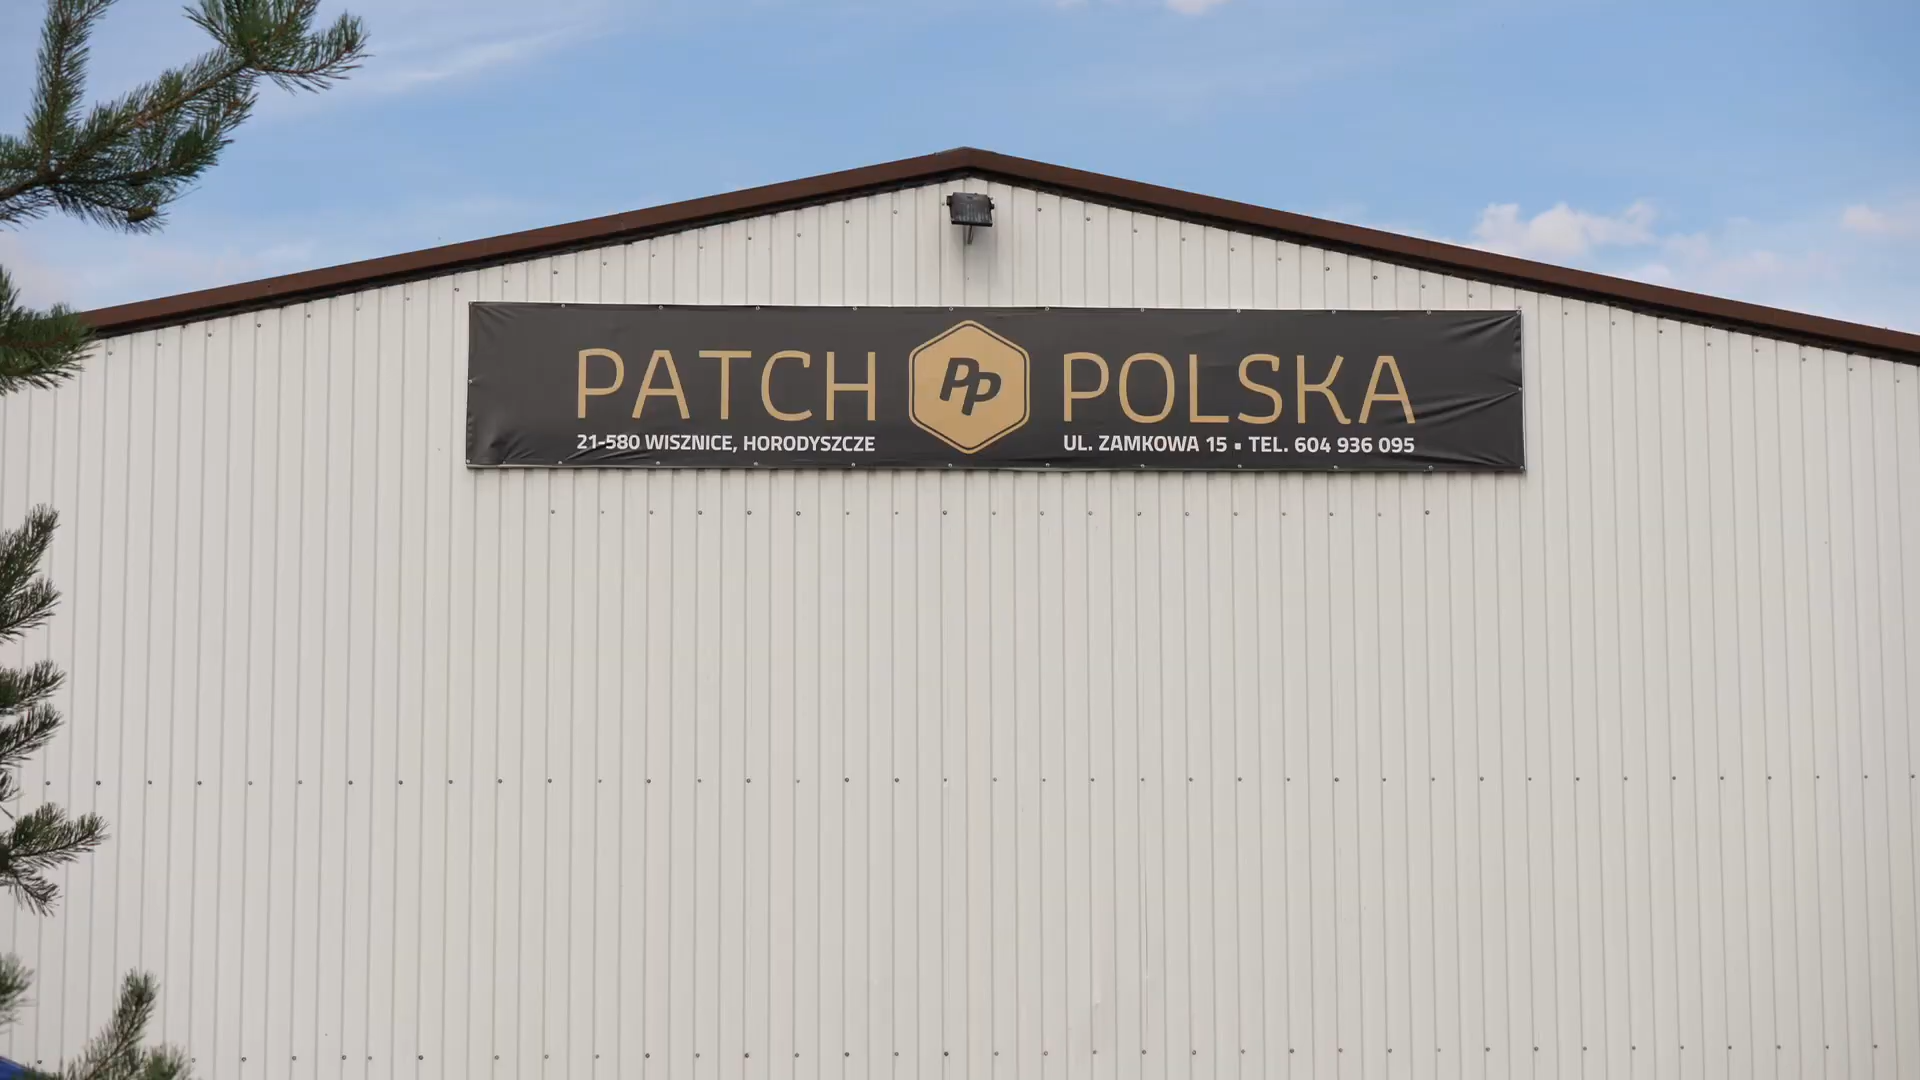 PATCH PP POLSKA
21-580 WISZNICE, HORODYSZCZE
UL. ZAMKOWA 15 ▪ TEL. 604 936 095